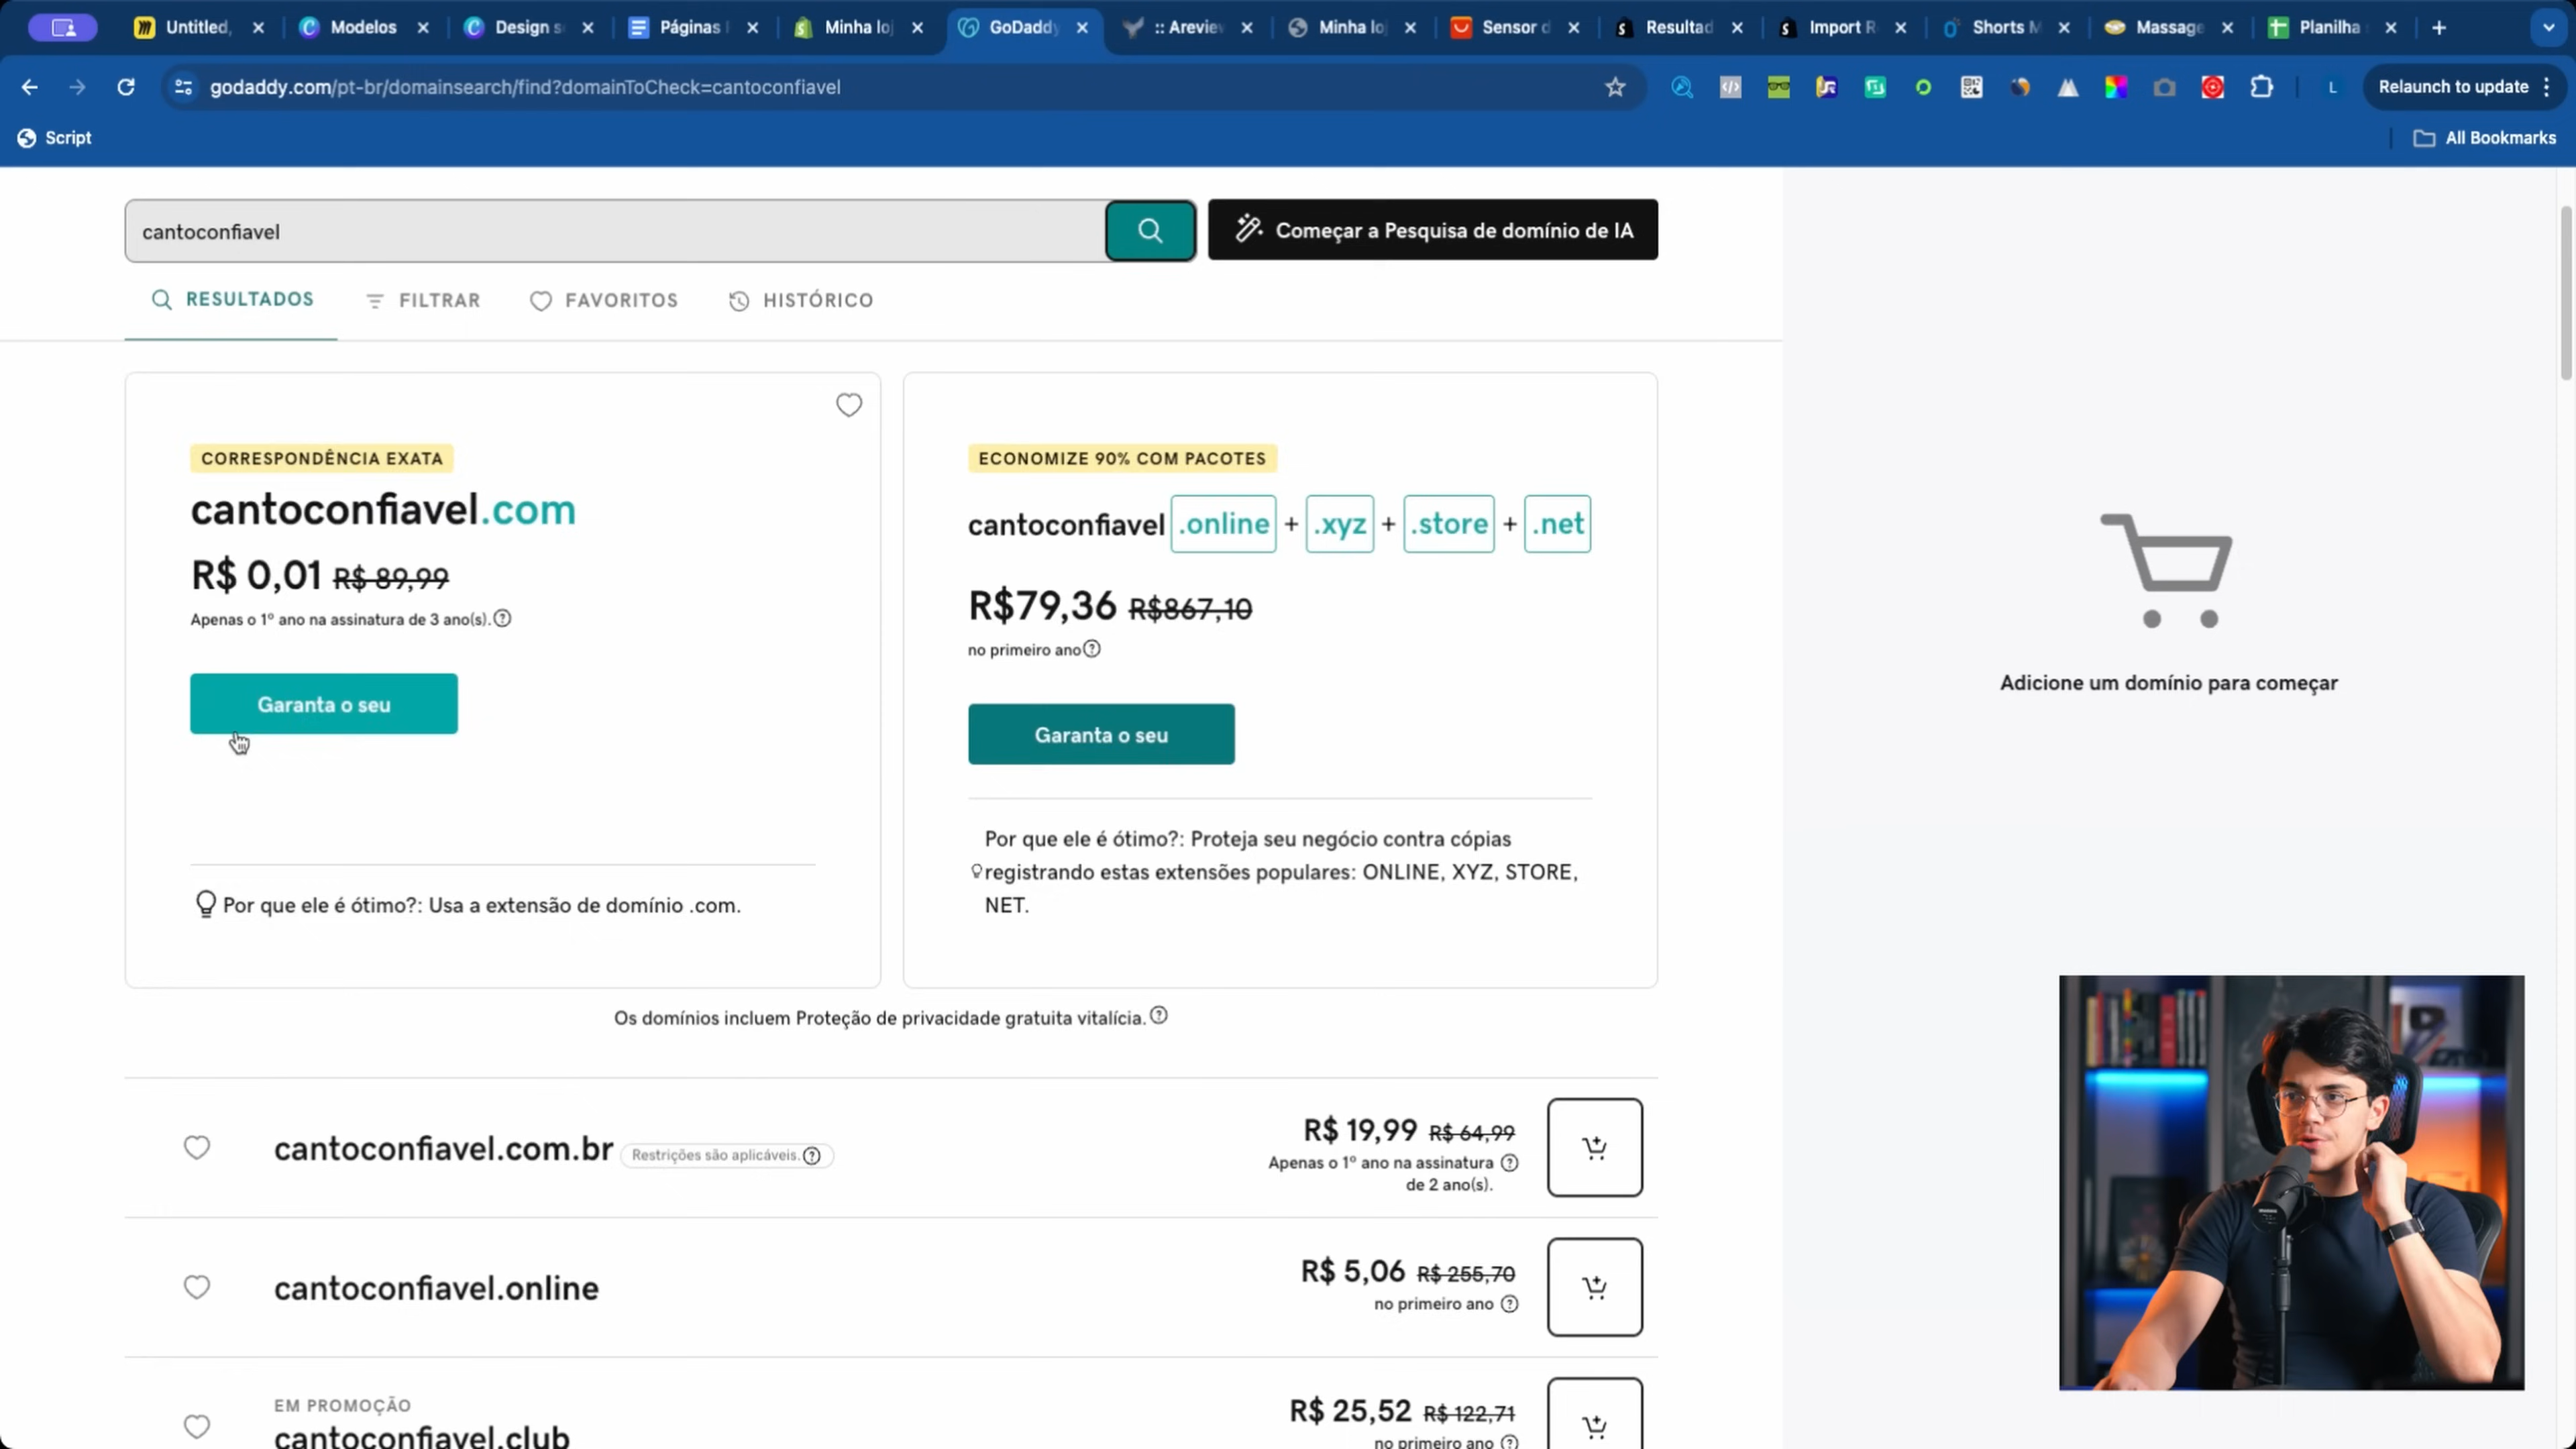 Untitled,
Modelos
Design s
Páginas
Minha loj
GoDaddy
:: Areview
Minha loj
Sensor d
Resultad
Import R
Shorts M
Massage
Planilha
godaddy.com/pt-br/domainsearch/find?domainToCheck=cantoconfiavel
L
Relaunch to update
Script
All Bookmarks
cantoconfiavel
Começar a Pesquisa de domínio de IA
RESULTADOS
FILTRAR
FAVORITOS
HISTÓRICO
CORRESPONDÊNCIA EXATA
cantoconfiavel.com
R$ 0,01 R$ 89,99
Apenas o 1º ano na assinatura de 3 ano(s).
Garanta o seu
Por que ele é ótimo?: Usa a extensão de domínio .com.
ECONOMIZE 90% COM PACOTES
cantoconfiavel .online + .xyz + .store + .net
R$79,36 R$867,10
no primeiro ano
Garanta o seu
Por que ele é ótimo?: Proteja seu negócio contra cópias
registrando estas extensões populares: ONLINE, XYZ, STORE,
NET.
Adicione um domínio para começar
Os domínios incluem Proteção de privacidade gratuita vitalícia.
cantoconfiavel.com.br Restrições são aplicáveis.
R$ 19,99 R$ 64,99
Apenas o 1º ano na assinatura
de 2 ano(s).
cantoconfiavel.online
R$ 5,06 R$ 255,70
no primeiro ano
EM PROMOÇÃO
cantoconfiavel.club
R$ 25,52 R$ 122,71
no primeiro ano